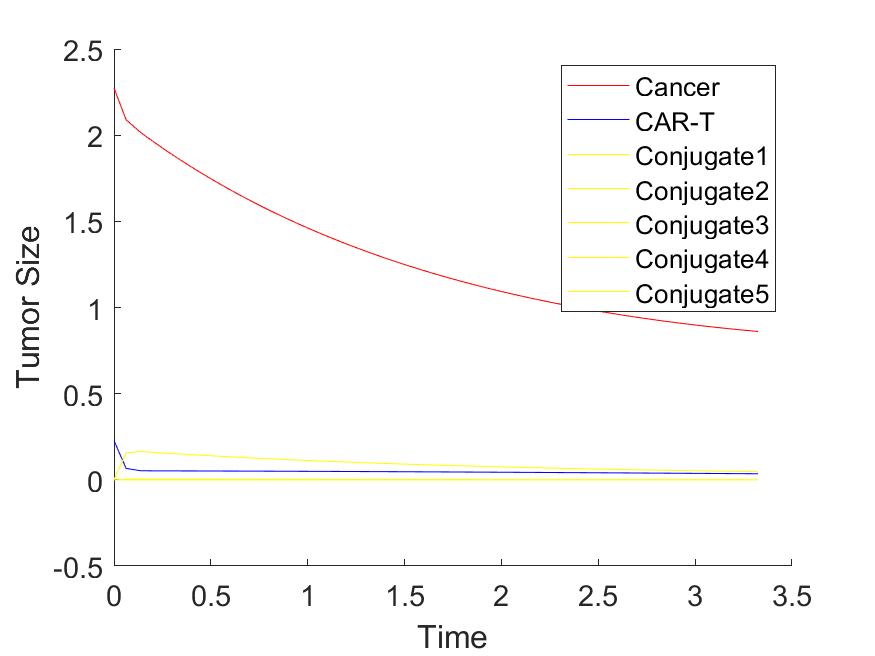 2.5
2
1.5
1
0.5
0
-0.5
0 0.5 1 1.5 2 2.5 3 3.5
Time
Tumor Size
Cancer
CAR-T
Conjugate1
Conjugate2
Conjugate3
Conjugate4
Conjugate5